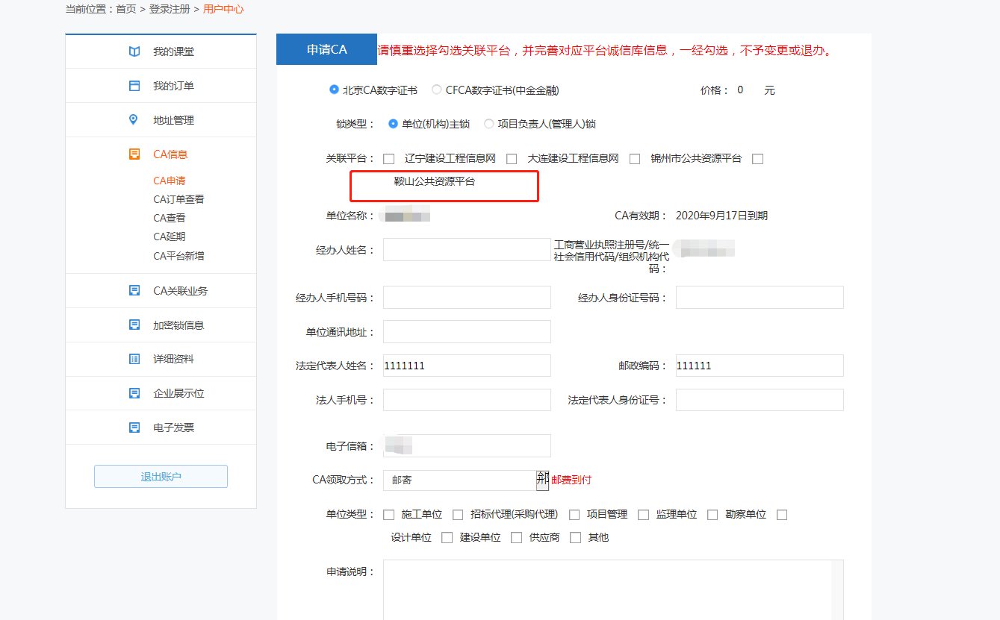 当前位置：首页 > 登录注册 > 用户中心
我的课堂
我的订单
地址管理
CA信息
CA申请
CA订单查看
CA查看
CA延期
CA平台新增
CA关联业务
加密锁信息
详细资料
企业展示位
电子发票
退出账户
申请CA 请慎重选择勾选关联平台，并完善对应平台诚信库信息，一经勾选，不予变更或退办。
北京CA数字证书 CFCA数字证书(中金金融) 价格： 0 元
锁类型： 单位(机构)主锁 项目负责人(管理人)锁
关联平台： 辽宁建设工程信息网 大连建设工程信息网 锦州市公共资源平台
鞍山公共资源平台
单位名称： CA有效期： 2020年9月17日到期
经办人姓名： 工商营业执照注册号/统一
社会信用代码/组织机构代
码：
经办人手机号码： 经办人身份证号码：
单位通讯地址：
法定代表人姓名： 1111111 邮政编码： 111111
法人手机号： 法定代表人身份证号：
电子信箱：
CA领取方式： 邮寄 邮费到付
单位类型： 施工单位 招标代理(采购代理) 项目管理 监理单位 勘察单位
设计单位 建设单位 供应商 其他
申请说明：